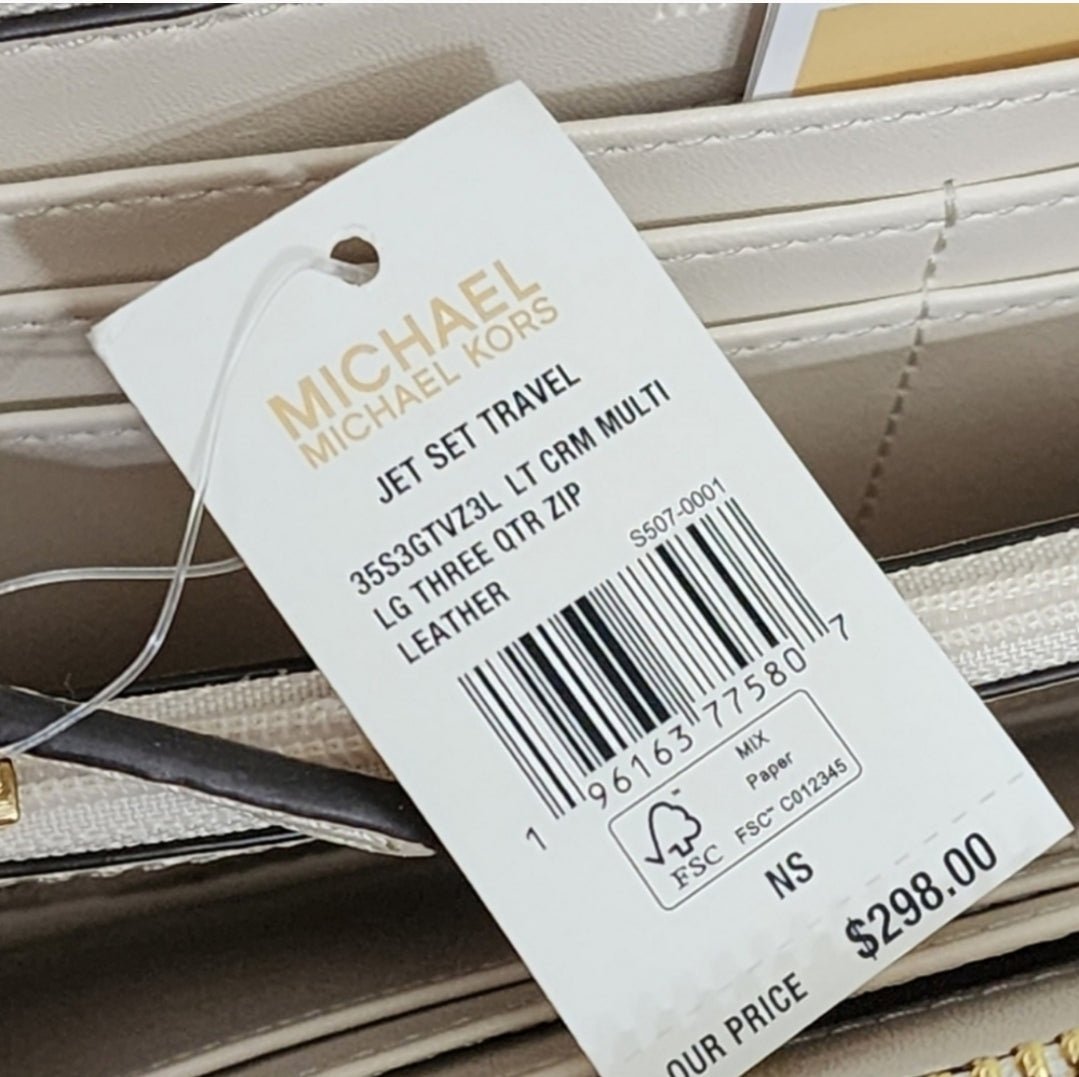 MICHAEL
MICHAEL KORS
JET SET TRAVEL
35S3GTVZ3L LT CRM MULTI
LG THREE QTR ZIP
LEATHER
S507-0001
1 96163 77580 7
FSC
MIX
Paper
FSC™ C012345
NS
$298.00
OUR PRICE